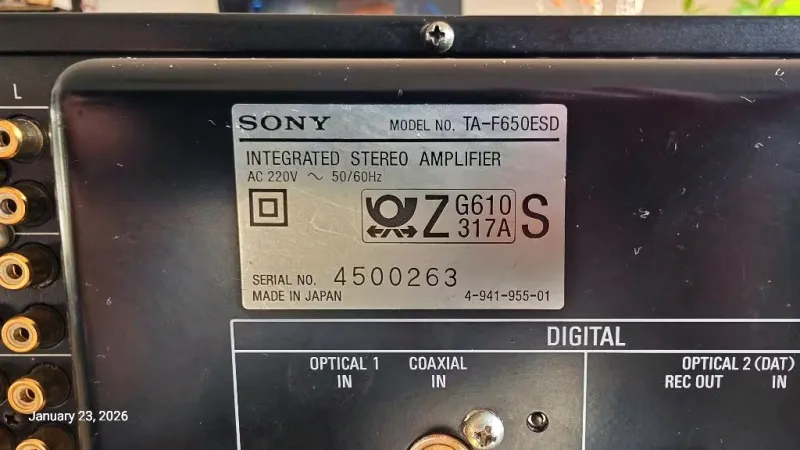 L
SONY MODEL NO. TA-F650ESD
INTEGRATED STEREO AMPLIFIER
AC 220V ~ 50/60Hz
Z G610 317A S
SERIAL NO. 4500263
MADE IN JAPAN 4-941-955-01
DIGITAL
OPTICAL 1 IN
COAXIAL IN
OPTICAL 2 (DAT)
REC OUT IN
January 23, 2026